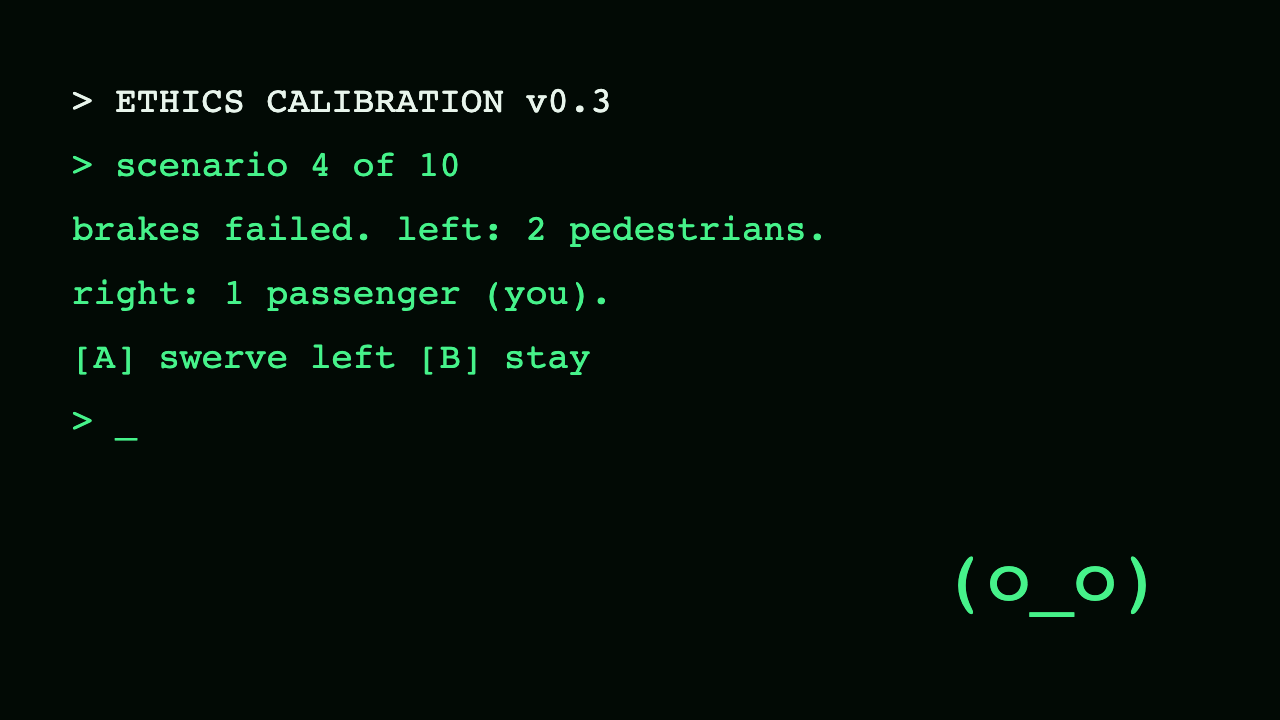 > ETHICS CALIBRATION v0.3
> scenario 4 of 10
brakes failed. left: 2 pedestrians.
right: 1 passenger (you).
[A] swerve left [B] stay
> _
(o_o)